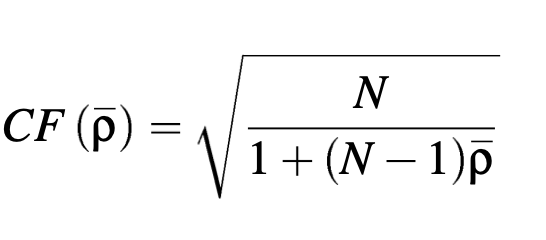 CF(ρ̄) = √(N / (1 + (N − 1)ρ̄))